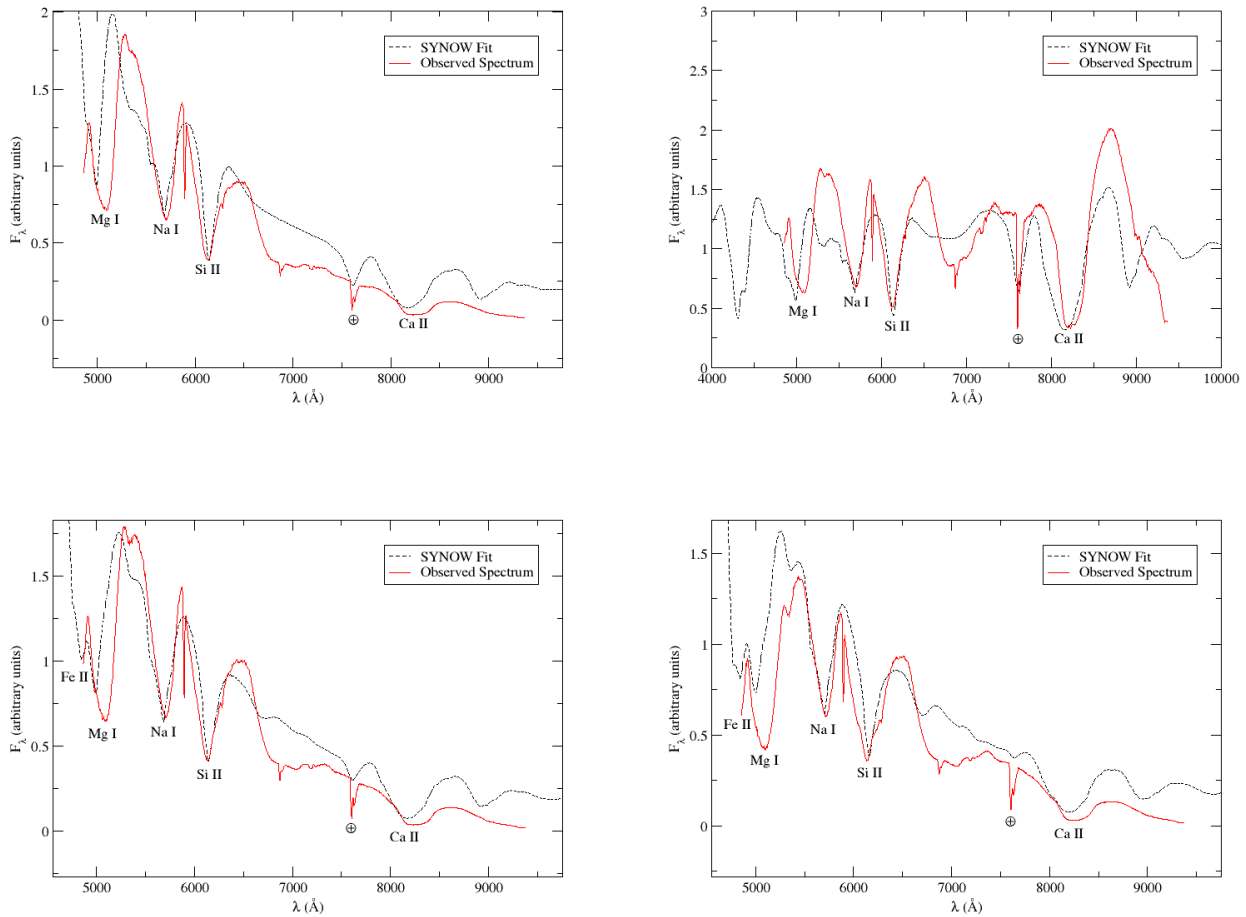 SYNOW Fit
Observed Spectrum
2
1.5
1
0.5
0
F_λ (arbitrary units)
Mg I
Na I
Si II
⊕
Ca II
5000 6000 7000 8000 9000
λ (Å)
SYNOW Fit
Observed Spectrum
3
2.5
2
1.5
1
0.5
0
F_λ (arbitrary units)
Mg I
Na I
Si II
⊕
Ca II
4000 5000 6000 7000 8000 9000 10000
λ (Å)
SYNOW Fit
Observed Spectrum
1.5
1
0.5
0
F_λ (arbitrary units)
Fe II
Mg I
Na I
Si II
⊕
Ca II
5000 6000 7000 8000 9000
λ (Å)
SYNOW Fit
Observed Spectrum
1.5
1
0.5
0
F_λ (arbitrary units)
Fe II
Mg I
Na I
Si II
⊕
Ca II
5000 6000 7000 8000 9000
λ (Å)